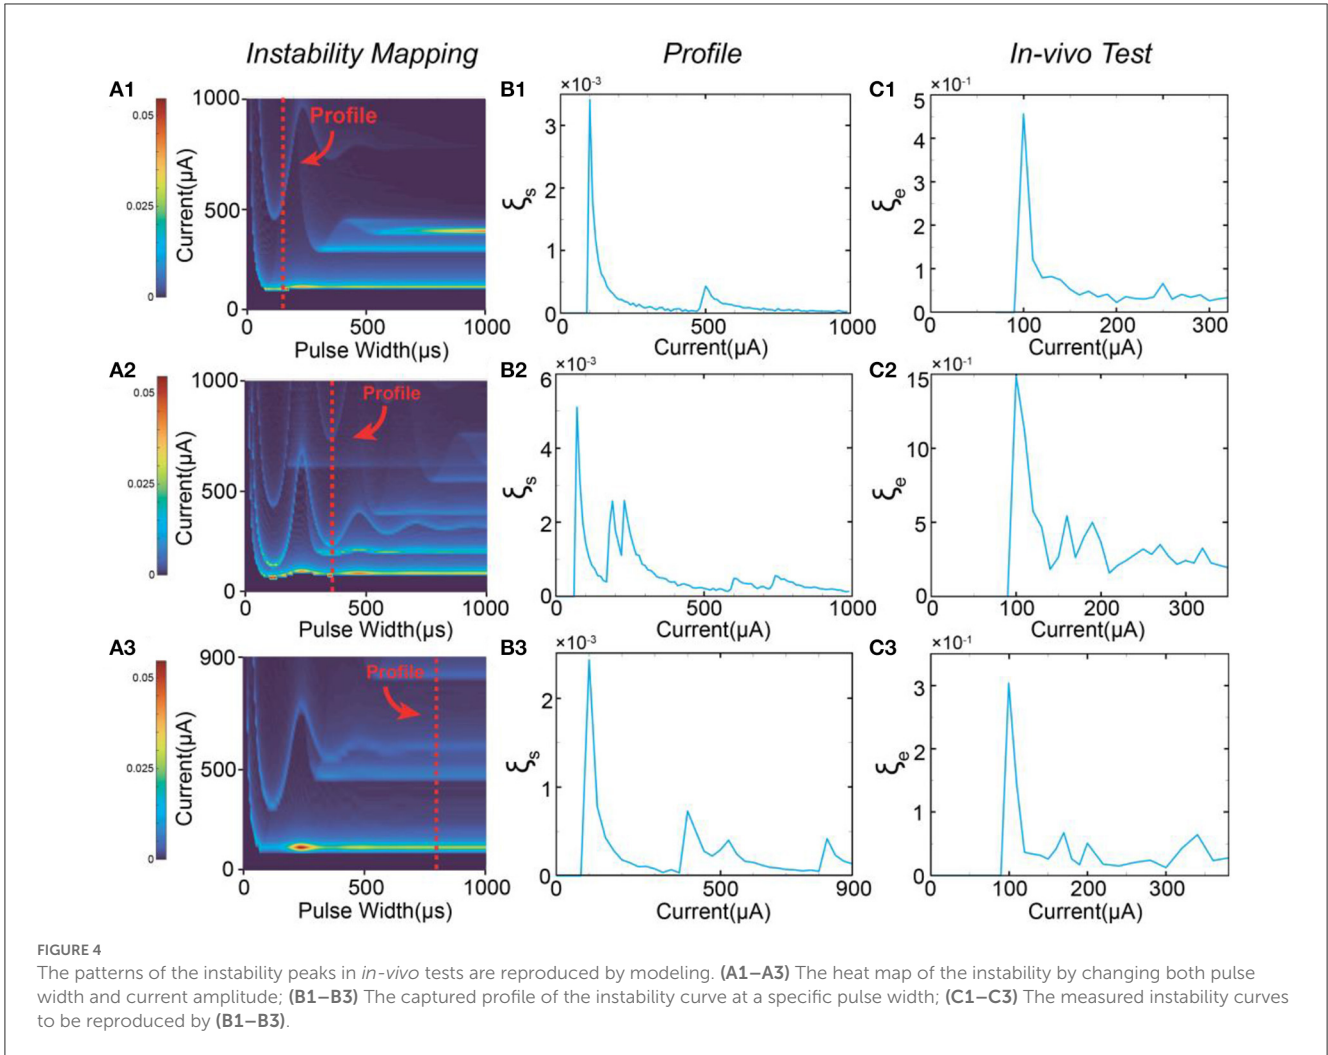 Instability Mapping
Profile
In-vivo Test
A1
0.05
0.025
0
Current(μA)
1000
500
0
Profile
0
500
1000
Pulse Width(μs)
B1
×10⁻³
ξs
3
2
1
0
0
500
1000
Current(μA)
C1
×10⁻¹
ξe
5
4
3
2
1
0
0
100
200
300
Current(μA)
A2
0.05
0.025
0
Current(μA)
1000
500
0
Profile
0
500
1000
Pulse Width(μs)
B2
×10⁻³
ξs
6
4
2
0
0
500
1000
Current(μA)
C2
×10⁻¹
ξe
15
10
5
0
0
100
200
300
Current(μA)
A3
0.05
0.025
0
Current(μA)
900
500
0
Profile
0
500
1000
Pulse Width(μs)
B3
×10⁻³
ξs
2
1
0
0
500
900
Current(μA)
C3
×10⁻¹
ξe
3
2
1
0
0
100
200
300
Current(μA)
FIGURE 4
The patterns of the instability peaks in in-vivo tests are reproduced by modeling. (A1–A3) The heat map of the instability by changing both pulse
width and current amplitude; (B1–B3) The captured profile of the instability curve at a specific pulse width; (C1–C3) The measured instability curves
to be reproduced by (B1–B3).